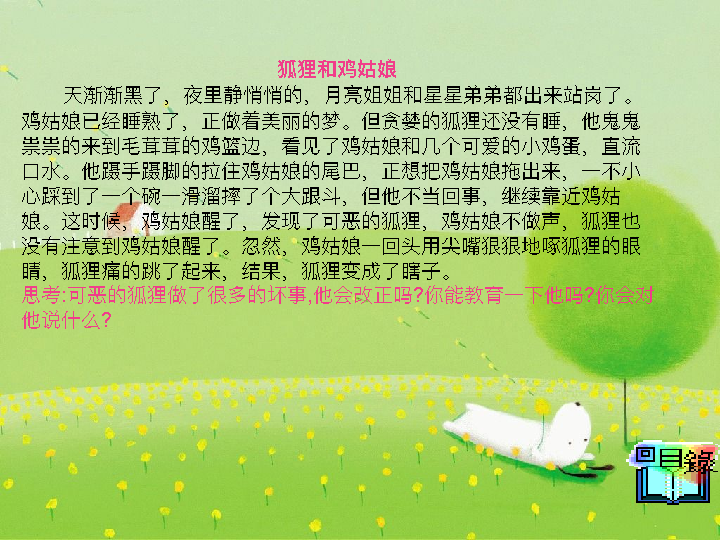 狐狸和鸡姑娘
天渐渐黑了，夜里静悄悄的，月亮姐姐和星星弟弟都出来站岗了。
鸡姑娘已经睡熟了，正做着美丽的梦。但贪婪的狐狸还没有睡，他鬼鬼
祟祟的来到毛茸茸的鸡篮边，看见了鸡姑娘和几个可爱的小鸡蛋，直流
口水。他蹑手蹑脚的拉住鸡姑娘的尾巴，正想把鸡姑娘拖出来，一不小
心踩到了一个碗一滑溜摔了个大跟斗，但他不当回事，继续靠近鸡姑
娘。这时候，鸡姑娘醒了，发现了可恶的狐狸，鸡姑娘不做声，狐狸也
没有注意到鸡姑娘醒了。忽然，鸡姑娘一回头用尖嘴狠狠地啄狐狸的眼
睛，狐狸痛的跳了起来，结果，狐狸变成了瞎子。
思考:可恶的狐狸做了很多的坏事,他会改正吗?你能教育一下他吗?你会对
他说什么?
回目錄